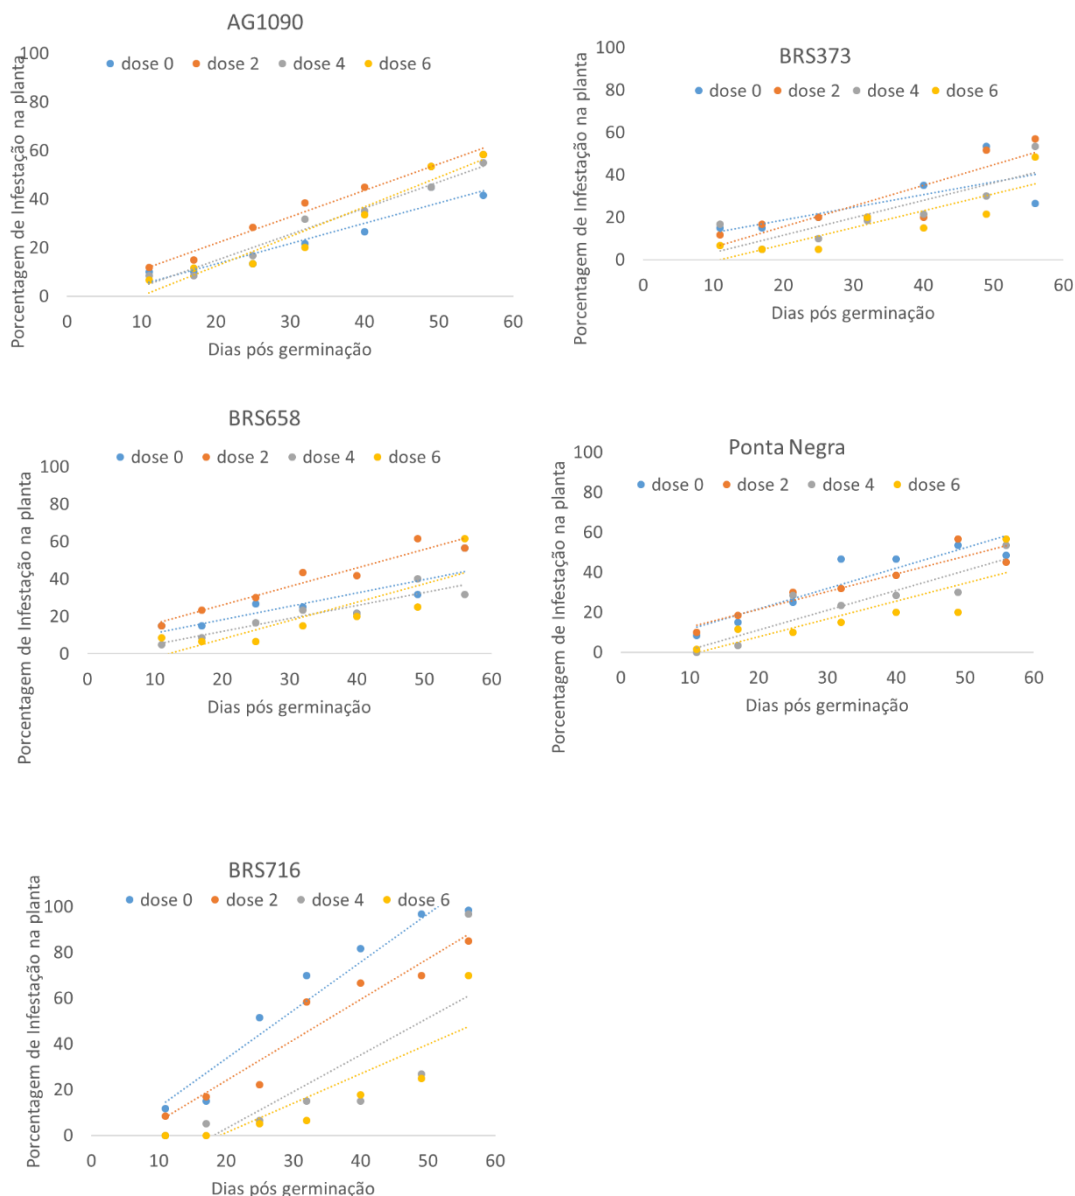 AG1090
Porcentagem de Infestação na planta
dose 0 dose 2 dose 4 dose 6
100
80
60
40
20
0
0 10 20 30 40 50 60
Dias pós germinação
BRS373
Porcentagem de Infestação na planta
100
80
60
40
20
0
dose 0 dose 2 dose 4 dose 6
0 10 20 30 40 50 60
Dias pós germinação
BRS658
Porcentagem de Infestação na planta
dose 0 dose 2 dose 4 dose 6
100
80
60
40
20
0
0 10 20 30 40 50 60
Dias pós germinação
Ponta Negra
Porcentagem de Infestação na planta
100
80
60
40
20
0
dose 0 dose 2 dose 4 dose 6
0 10 20 30 40 50 60
Dias pós germinação
BRS716
Porcentagem de Infestação na planta
dose 0 dose 2 dose 4 dose 6
100
80
60
40
20
0
0 10 20 30 40 50 60
Dias pós germinação